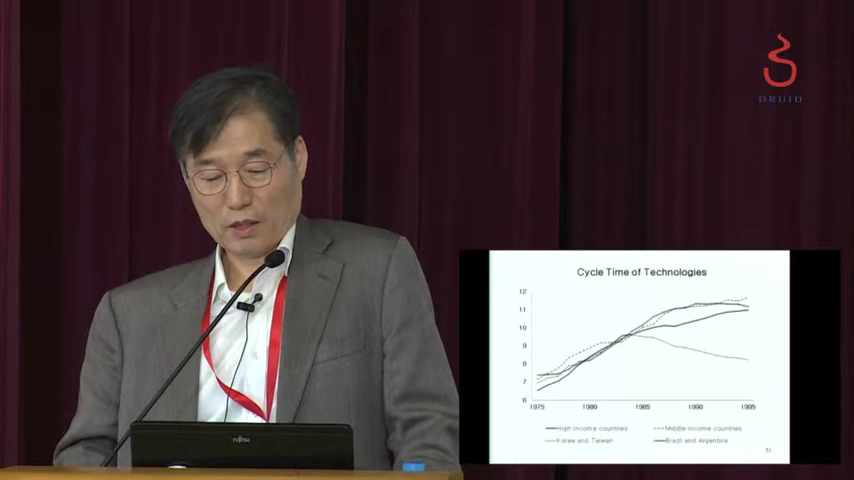 DRUID
Cycle Time of Technologies
12
11
10
9
8
7
6
1975 1980 1985 1990 1995
High income countries
Middle income countries
Korea and Taiwan
Brazil and Argentina
FUJITSU